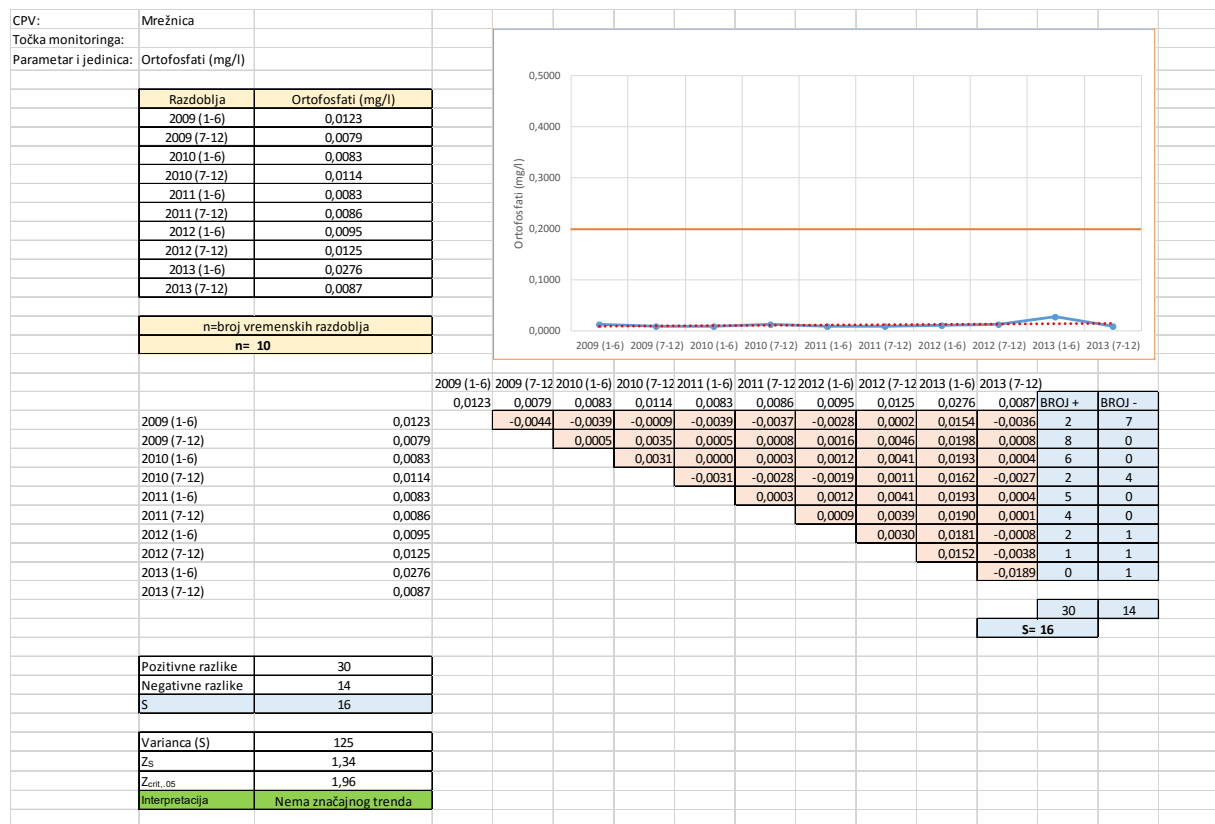 CPV: Mrežnica
Točka monitoringa:
Parametar i jedinica: Ortofosfati (mg/l)
Razdoblja Ortofosfati (mg/l)
2009 (1-6) 0,0123
2009 (7-12) 0,0079
2010 (1-6) 0,0083
2010 (7-12) 0,0114
2011 (1-6) 0,0083
2011 (7-12) 0,0086
2012 (1-6) 0,0095
2012 (7-12) 0,0125
2013 (1-6) 0,0276
2013 (7-12) 0,0087
n=broj vremenskih razdoblja
n= 10
Ortofosfati (mg/l)
0,5000
0,4000
0,3000
0,2000
0,1000
0,0000
2009 (1-6) 2009 (7-12) 2010 (1-6) 2010 (7-12) 2011 (1-6) 2011 (7-12) 2012 (1-6) 2012 (7-12) 2013 (1-6) 2013 (7-12)
2009 (1-6) 2009 (7-12 2010 (1-6) 2010 (7-12 2011 (1-6) 2011 (7-12 2012 (1-6) 2012 (7-12 2013 (1-6) 2013 (7-12)
0,0123 0,0079 0,0083 0,0114 0,0083 0,0086 0,0095 0,0125 0,0276 0,0087 BROJ + BROJ -
2009 (1-6) 0,0123 -0,0044 -0,0039 -0,0009 -0,0039 -0,0037 -0,0028 0,0002 0,0154 -0,0036 2 7
2009 (7-12) 0,0079 0,0005 0,0035 0,0005 0,0008 0,0016 0,0046 0,0198 0,0008 8 0
2010 (1-6) 0,0083 0,0031 0,0000 0,0003 0,0012 0,0041 0,0193 0,0004 6 0
2010 (7-12) 0,0114 -0,0031 -0,0028 -0,0019 0,0011 0,0162 -0,0027 2 4
2011 (1-6) 0,0083 0,0003 0,0012 0,0041 0,0193 0,0004 5 0
2011 (7-12) 0,0086 0,0009 0,0039 0,0190 0,0001 4 0
2012 (1-6) 0,0095 0,0030 0,0181 -0,0008 2 1
2012 (7-12) 0,0125 0,0152 -0,0038 1 1
2013 (1-6) 0,0276 -0,0189 0 1
2013 (7-12) 0,0087
30 14
S= 16
Pozitivne razlike 30
Negativne razlike 14
S 16
Varianca (S) 125
Zs 1,34
Zcrit,.05 1,96
Interpretacija Nema značajnog trenda